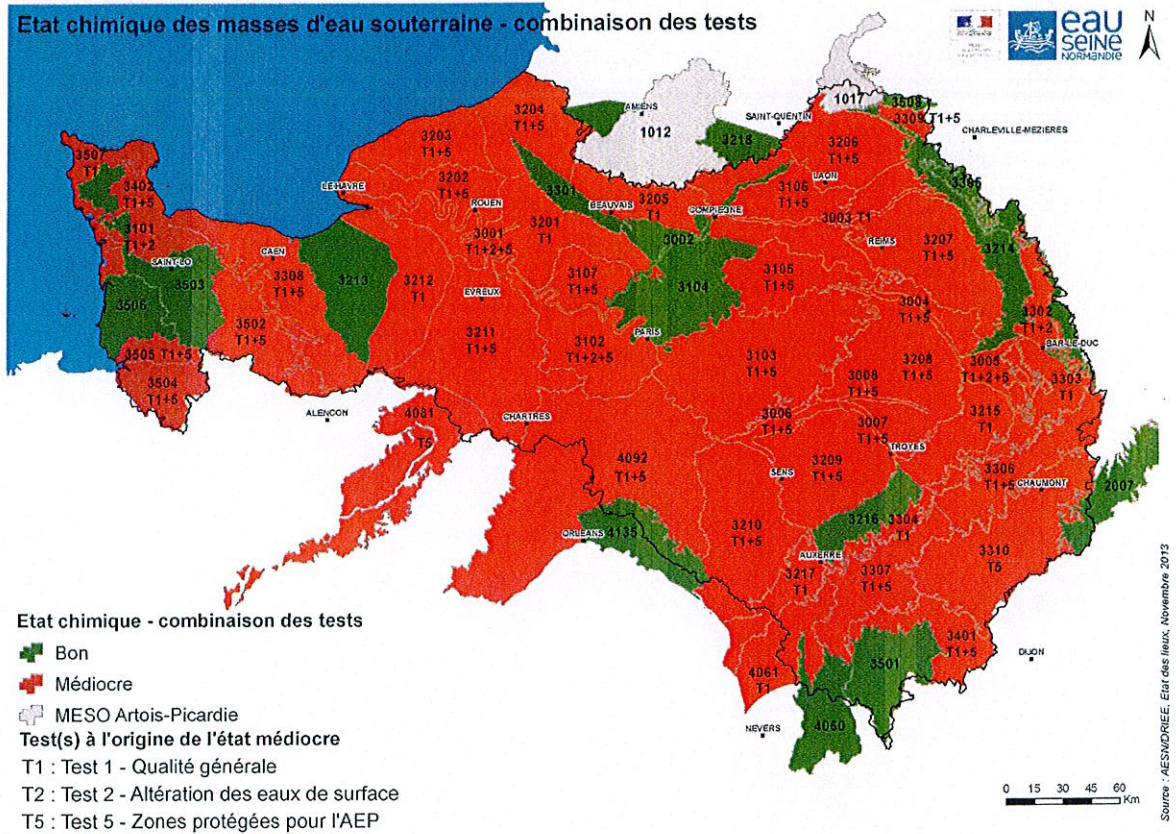 Etat chimique des masses d'eau souterraine - combinaison des tests
eau
SEINE
NORMANDIE
N
3204
T1+5
AMIENS
1012
SAINT-QUENTIN
1017
3508
3309 T1+5
CHARLEVILLE-MEZIERES
3218
3203
T1+5
3206
T1+5
LAON
3507
T1
3402
T1+5
3101
T1+2
LE HAVRE
3202
T1+5
ROUEN
3301
BEAUVAIS
3205
T1
COMPIEGNE
3106
T1+5
3003 T1
REIMS
3207
T1+5
3214
3001
T1+2+5
3201
T1
3002
CAEN
SAINT-LO
3503
3506
3308
T1+5
3213
3212
T1
EVREUX
3107
T1+5
3104
3105
T1+5
3004
T1+5
3302
T1+2
BAR-LE-DUC
PARIS
3502
T1+5
3211
T1+5
3102
T1+2+5
3103
T1+5
3208
T1+5
3005
T1+2+5
3303
T1
3505 T1+5
3504
T1+5
3008
T1+5
ALENCON
4081
T5
CHARTRES
3006
T1+5
3007
T1+5
TROYES
3215
T1
4092
T1+5
SENS
3209
T1+5
3306
T1+5
CHAUMONT
2007
ORLEANS
4135
3210
T1+5
3216
3304
T1
AUXERRE
3310
T5
3217
T1
3307
T1+5
3401
T1+5
DIJON
3501
4061
T1
NEVERS
4060
Etat chimique - combinaison des tests
Bon
Médiocre
MESO Artois-Picardie
Test(s) à l'origine de l'état médiocre
T1 : Test 1 - Qualité générale
T2 : Test 2 - Altération des eaux de surface
T5 : Test 5 - Zones protégées pour l'AEP
0 15 30 45 60
Km
Source : AESN/DRIEE, Etat des lieux, Novembre 2013